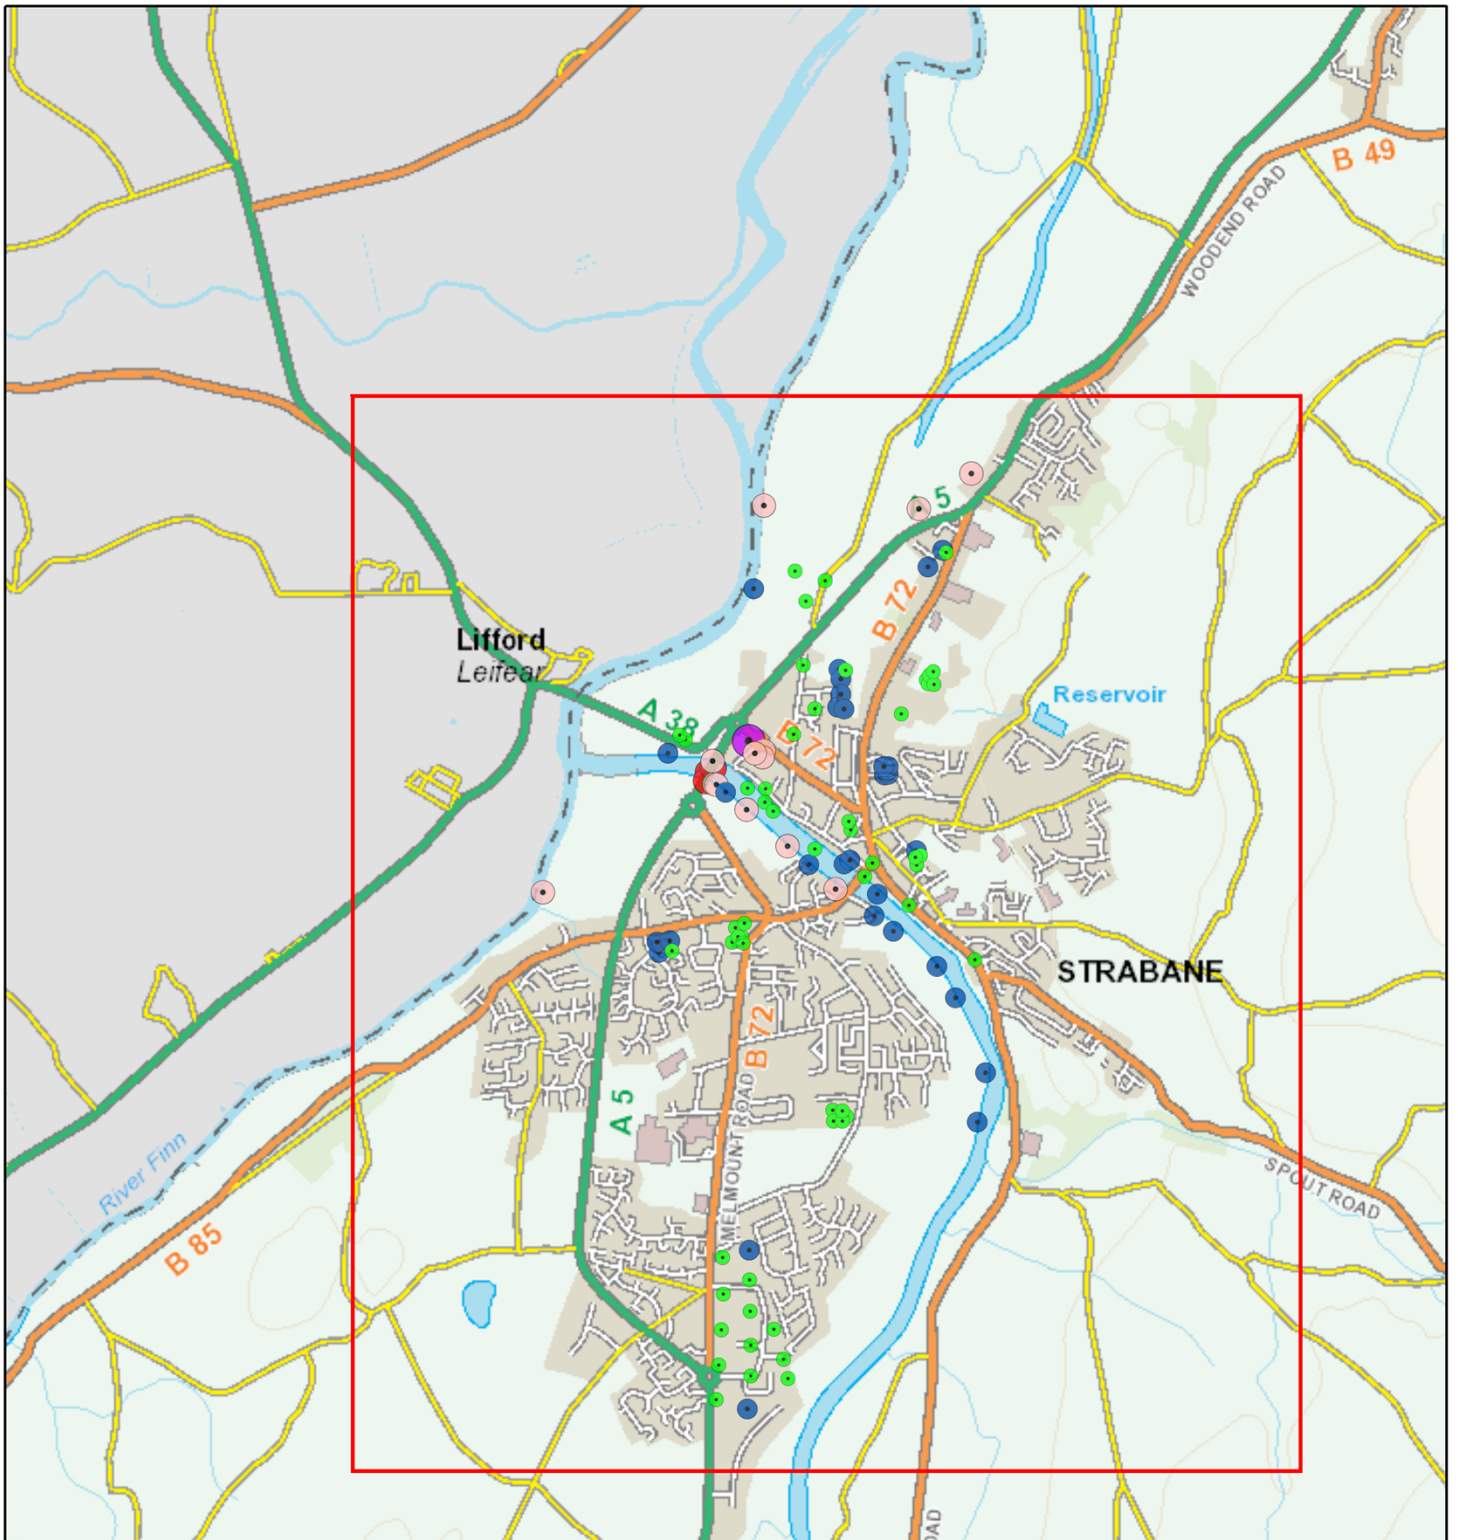 B 49
WOODEND ROAD
5
B 72
Lifford
Leifear
Reservoir
A 38
B 72
STRABANE
B 72
A 5
MELMOUNT ROAD
River Finn
SPOUT ROAD
B 85